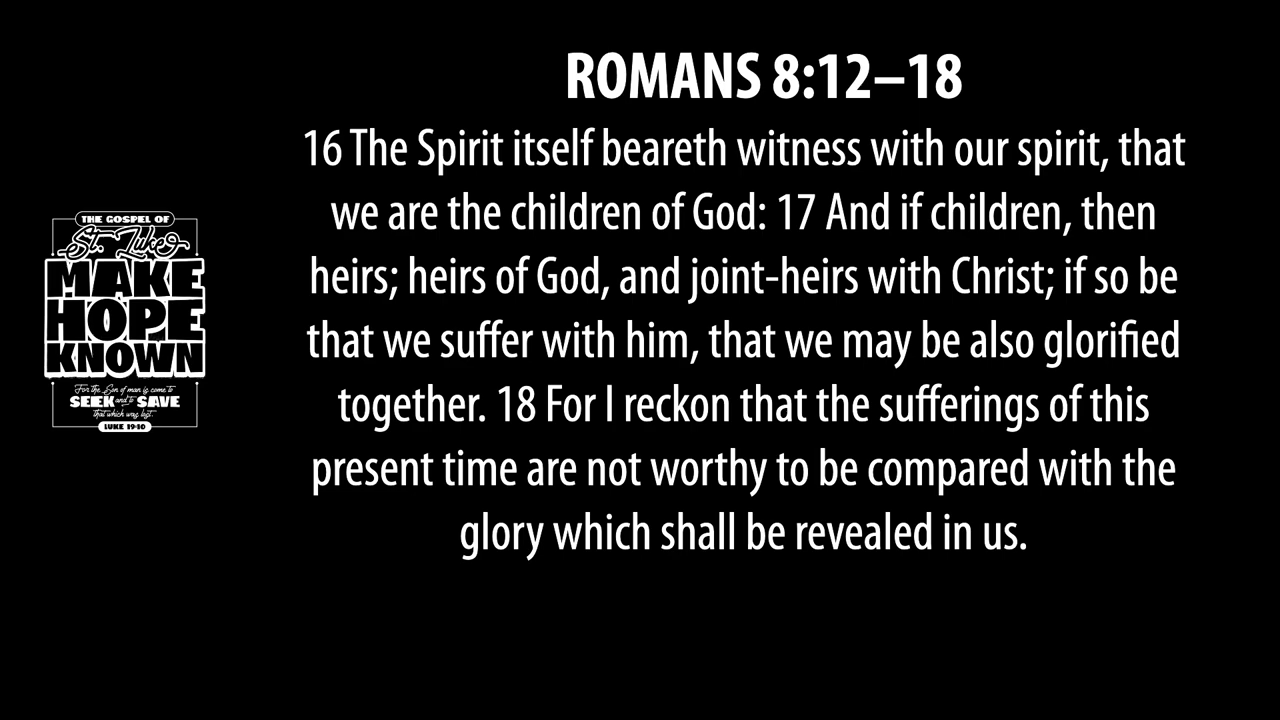 ROMANS 8:12–18
16 The Spirit itself beareth witness with our spirit, that
we are the children of God: 17 And if children, then
heirs; heirs of God, and joint-heirs with Christ; if so be
that we suffer with him, that we may be also glorified
together. 18 For I reckon that the sufferings of this
present time are not worthy to be compared with the
glory which shall be revealed in us.
THE GOSPEL OF
St. Luke
MAKE
HOPE
KNOWN
For the Son of man is come to
SEEK and to SAVE
that which was lost.
LUKE 19:10